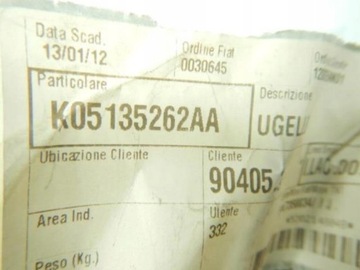 Data Scad.
13/01/12
Ordine Fiat
0030645
Particolare
K05135262AA
Descrizione
UGEL
Ubicazione Cliente
Cliente
90405
Area Ind.
Utente
332
Peso (Kg.)